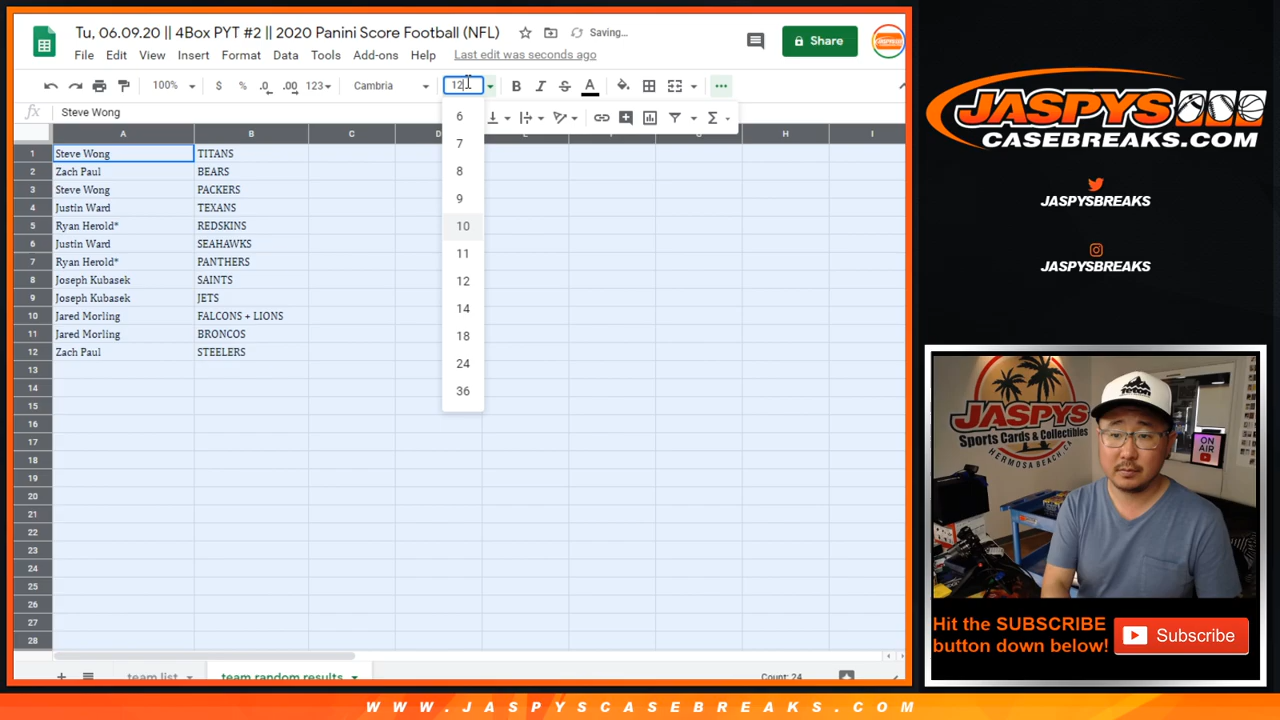 Tu, 06.09.20 || 4Box PYT #2 || 2020 Panini Score Football (NFL) Saving...
File Edit View Insert Format Data Tools Add-ons Help Last edit was seconds ago
Share
100% $ % .0 .00 123 Cambria 12 B I S A ...
fx Steve Wong
A B C D H I
1 Steve Wong TITANS
2 Zach Paul BEARS
3 Steve Wong PACKERS
4 Justin Ward TEXANS
5 Ryan Herold* REDSKINS
6 Justin Ward SEAHAWKS
7 Ryan Herold* PANTHERS
8 Joseph Kubasek SAINTS
9 Joseph Kubasek JETS
10 Jared Morling FALCONS + LIONS
11 Jared Morling BRONCOS
12 Zach Paul STEELERS
13
14
15
16
17
18
19
20
21
22
23
24
25
26
27
28
6
7
8
9
10
11
12
14
18
24
36
team list team random results Count: 24
JASPYS
CASEBREAKS.COM
JASPYSBREAKS
JASPYSBREAKS
JASPYS
Sports Cards & Collectibles
HERMOSA BEACH, CA
TETON
ON AIR
Hit the SUBSCRIBE
button down below!
Subscribe
WWW.JASPYSCASEBREAKS.COM